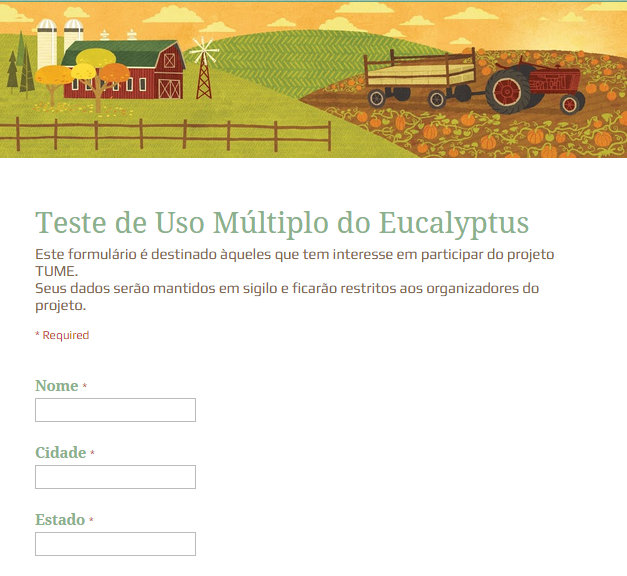 Teste de Uso Múltiplo do Eucalyptus
Este formulário é destinado àqueles que tem interesse em participar do projeto
TUME.
Seus dados serão mantidos em sigilo e ficarão restritos aos organizadores do
projeto.
* Required
Nome *
Cidade *
Estado *